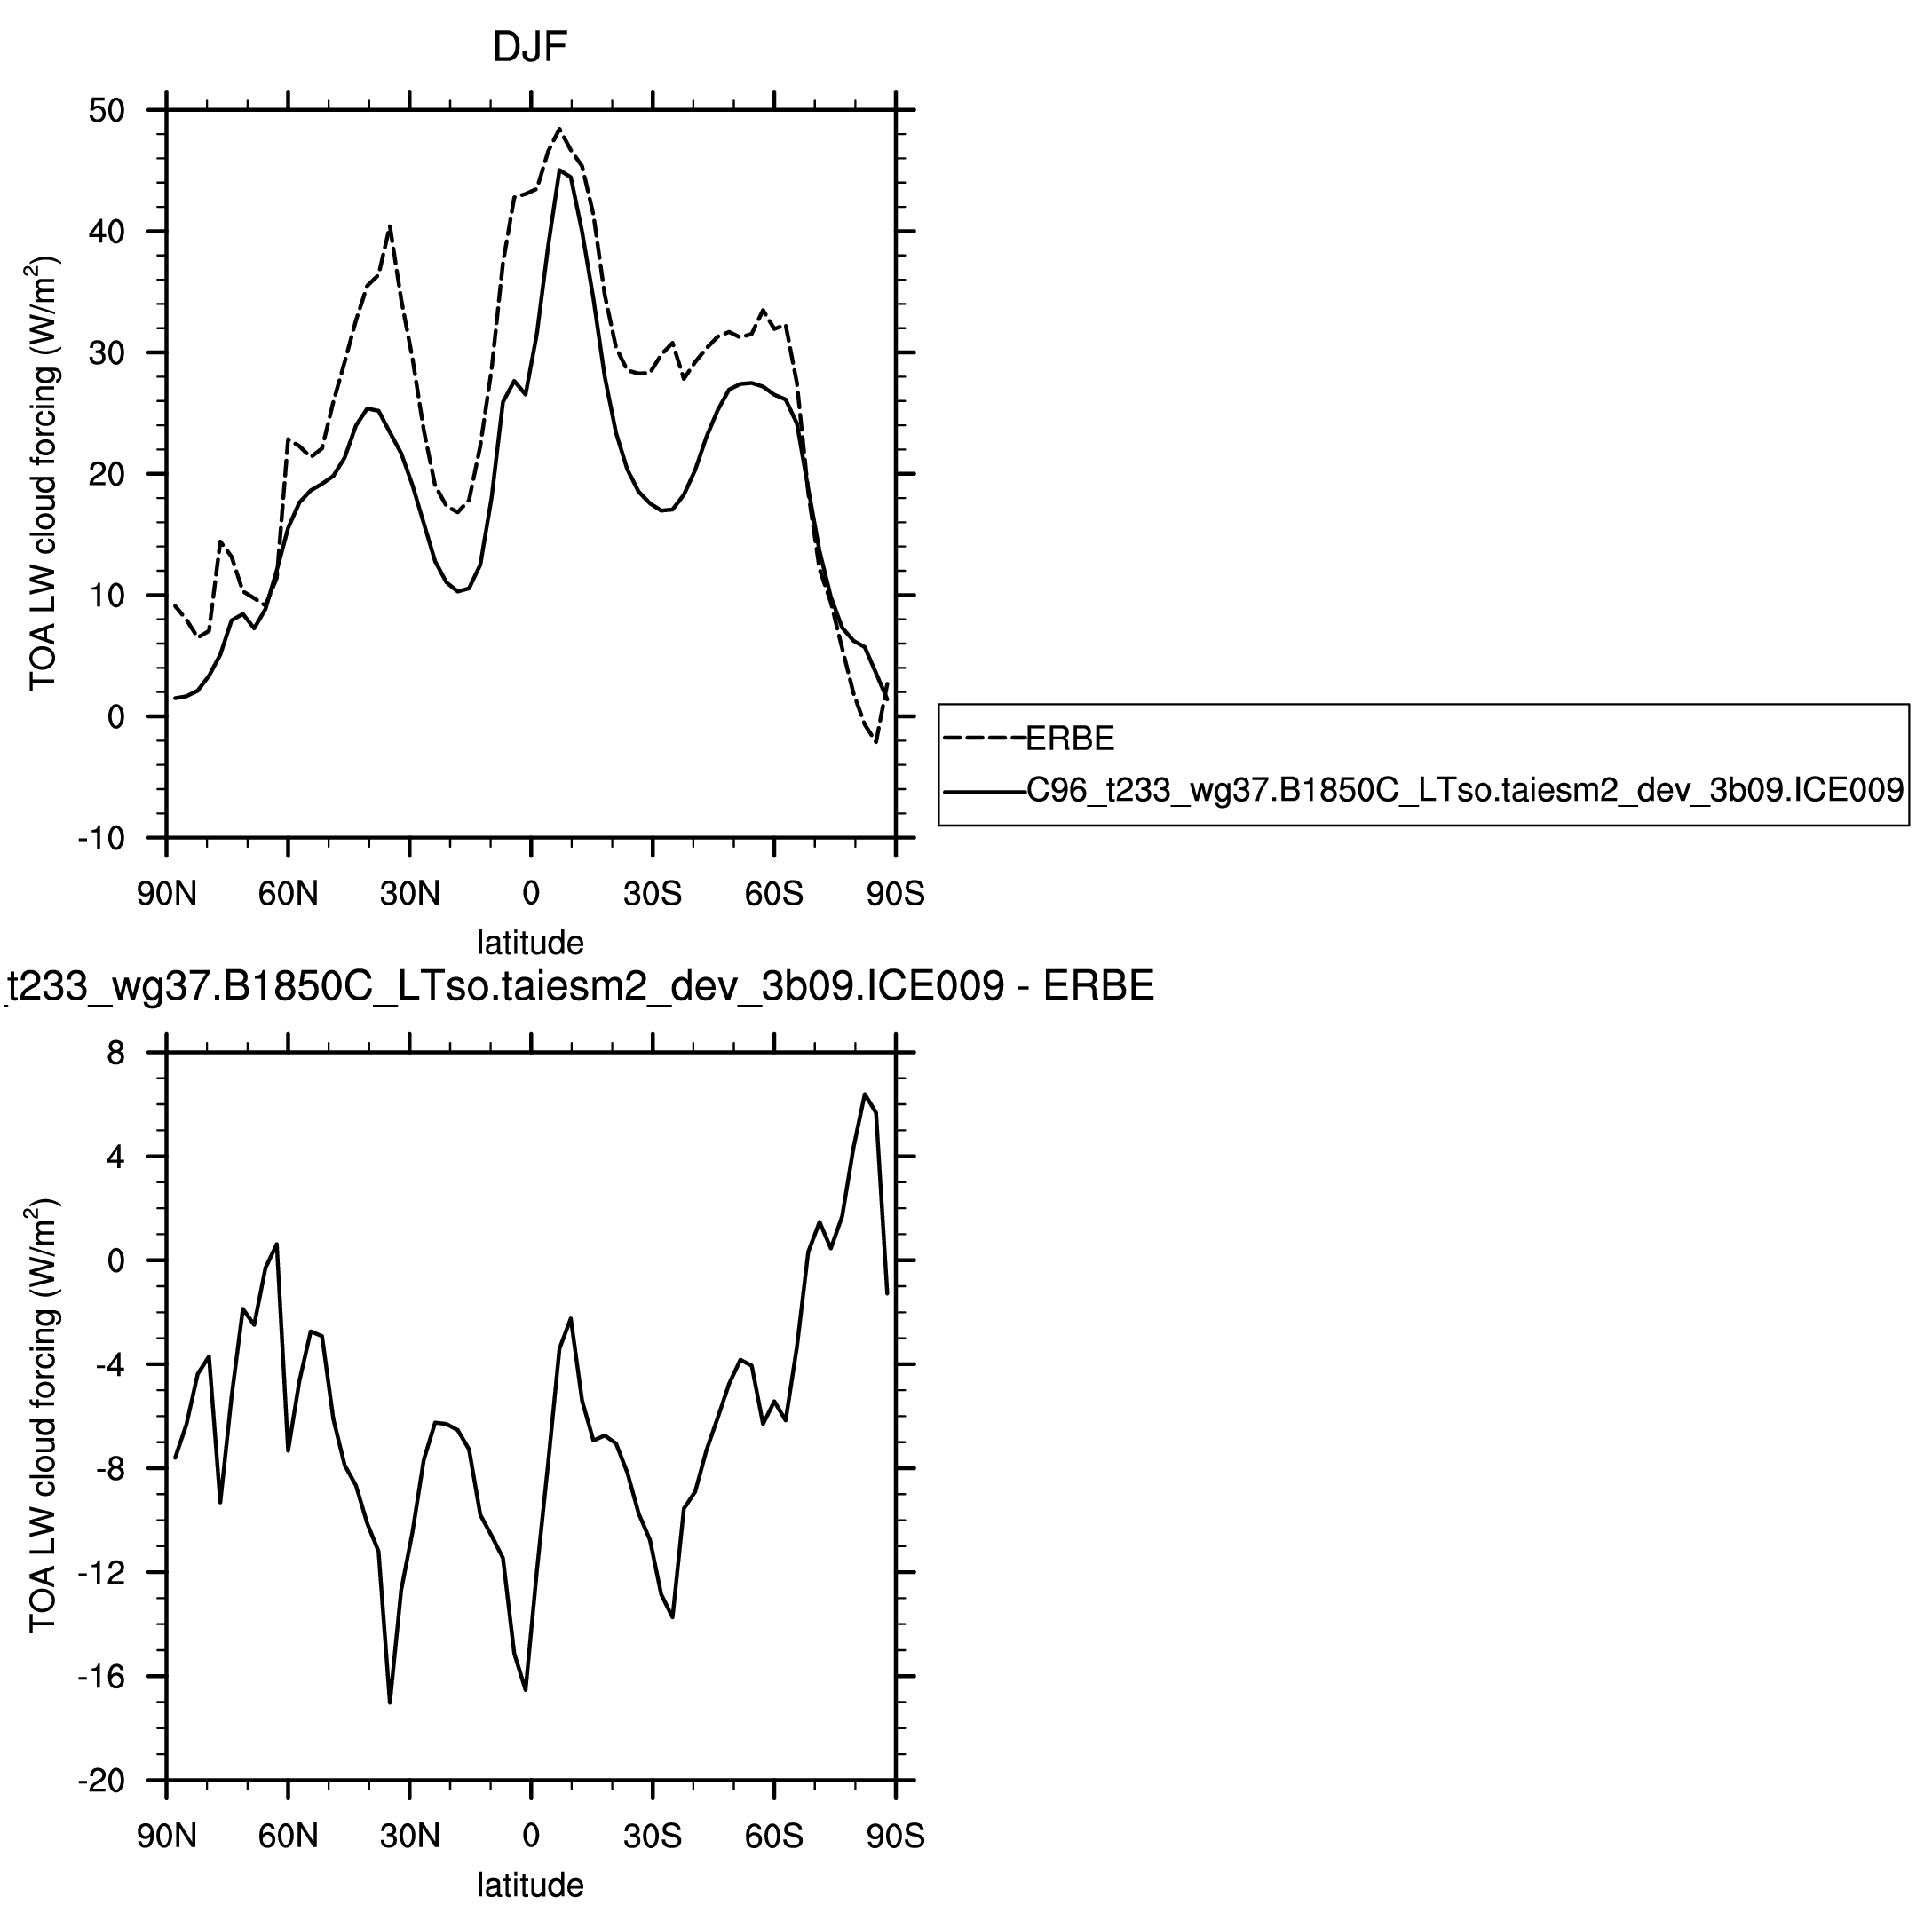 DJF
TOA LW cloud forcing (W/m²)
50
40
30
20
10
0
-10
90N 60N 30N 0 30S 60S 90S
latitude
ERBE
C96_t233_wg37.B1850C_LTso.taiesm2_dev_3b09.ICE009
t233_wg37.B1850C_LTso.taiesm2_dev_3b09.ICE009 - ERBE
TOA LW cloud forcing (W/m²)
8
4
0
-4
-8
-12
-16
-20
90N 60N 30N 0 30S 60S 90S
latitude